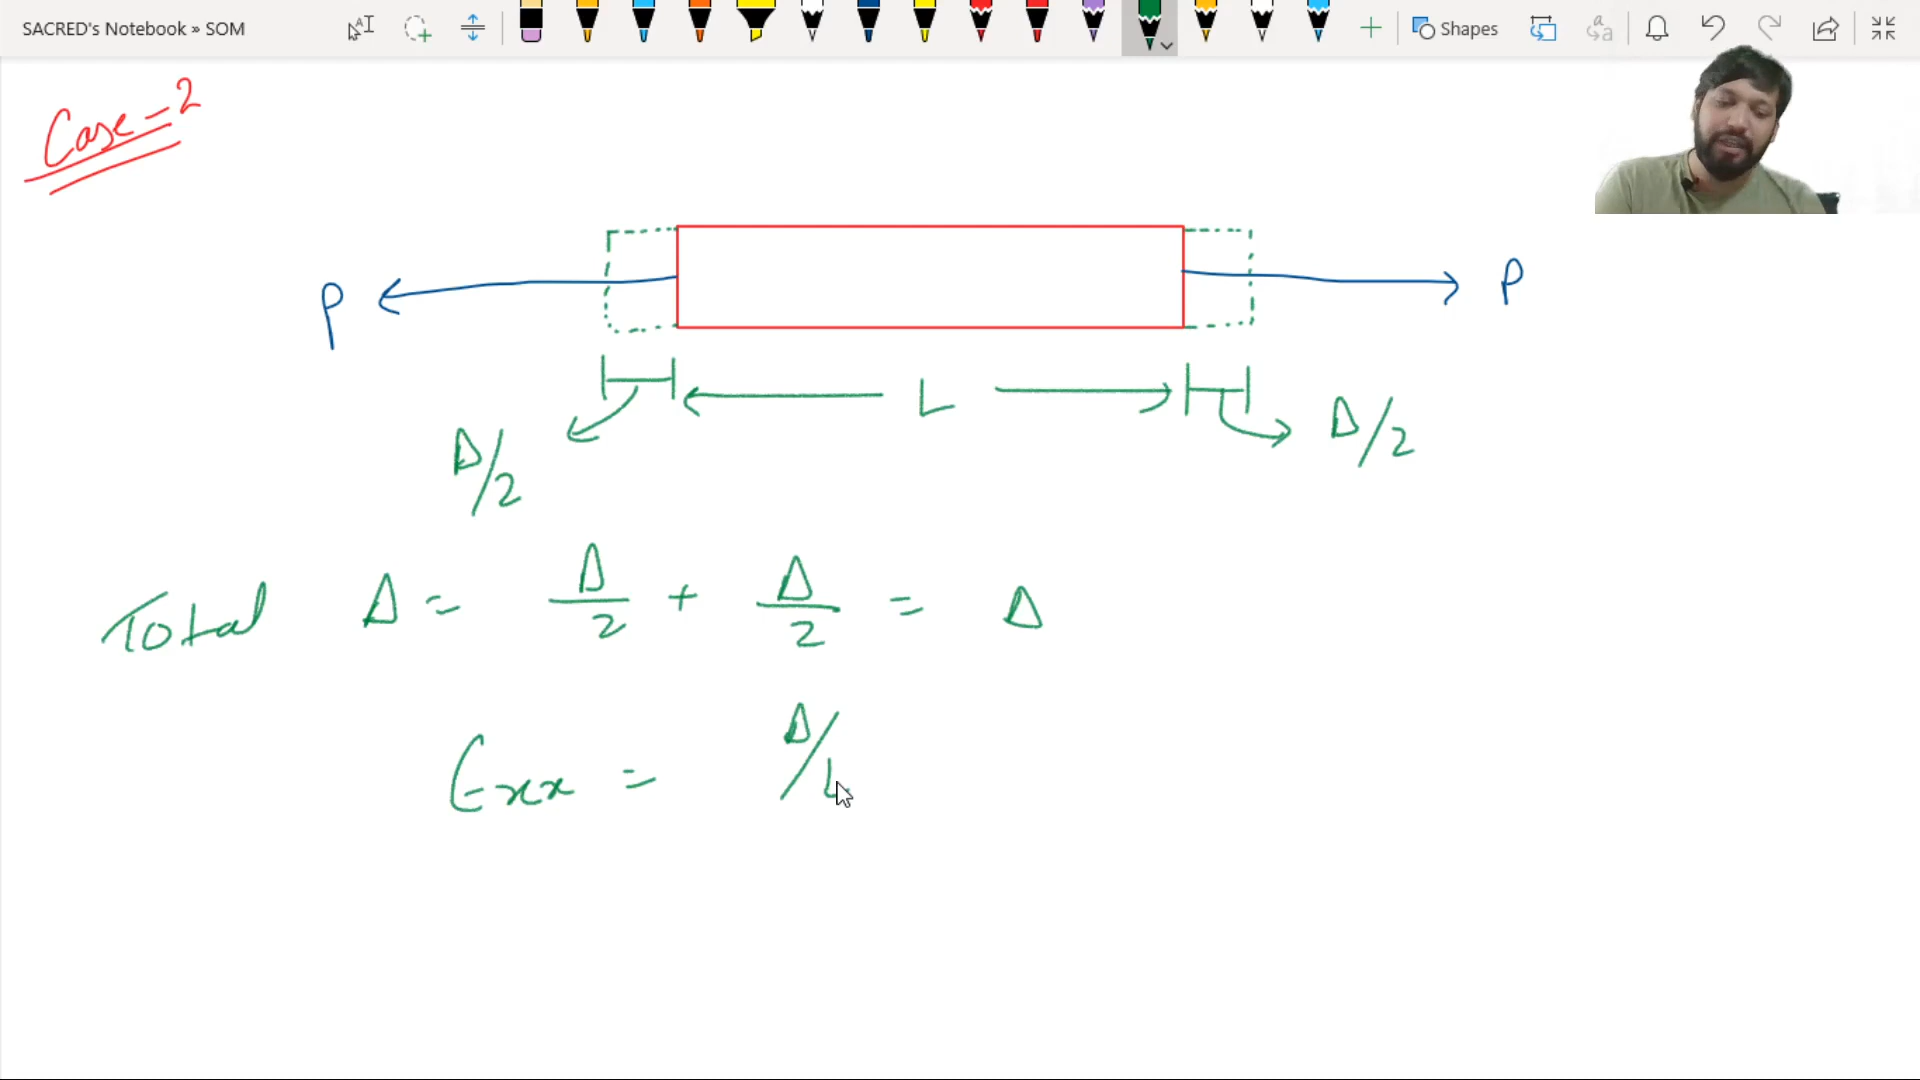 SACRED's Notebook » SOM
Shapes
Case-2
P
P
L
Δ/2
Δ/2
Total Δ = Δ/2 + Δ/2 = Δ
Exx = Δ/L